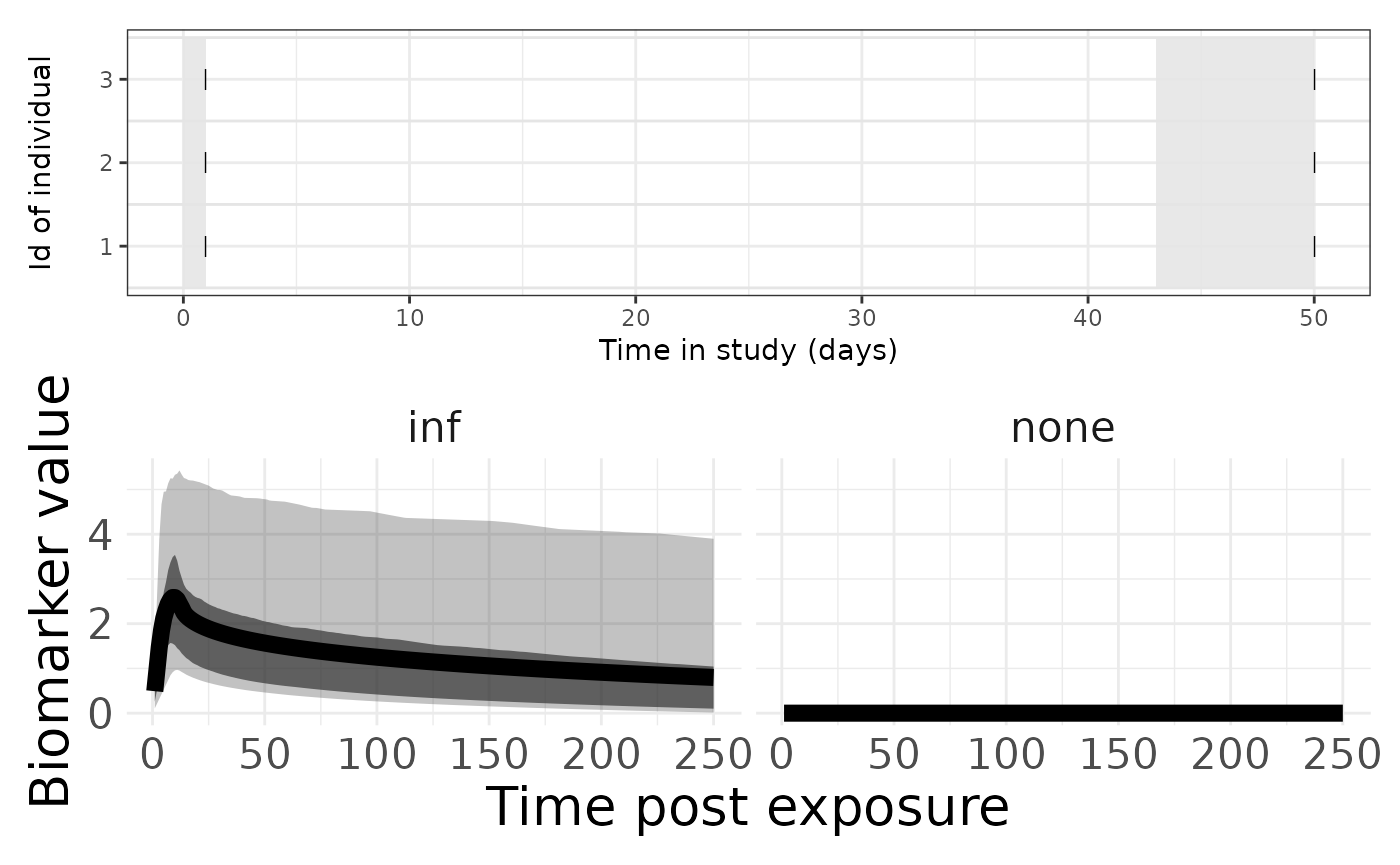 Id of individual
3
2
1
0 10 20 30 40 50
Time in study (days)
Biomarker value
inf none
4
2
0
0 50 100 150 200 250 0 50 100 150 200 250
Time post exposure